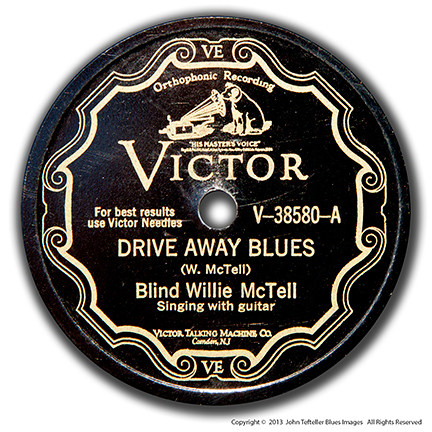 VE
Orthophonic Recording
"HIS MASTER'S VOICE"
VICTOR
For best results
use Victor Needles
V-38580-A
DRIVE AWAY BLUES
(W. McTell)
Blind Willie McTell
Singing with guitar
VICTOR TALKING MACHINE CO.
Camden, N.J.
VE
Copyright © 2013 John Tefteller Blues Images All Rights Reserved